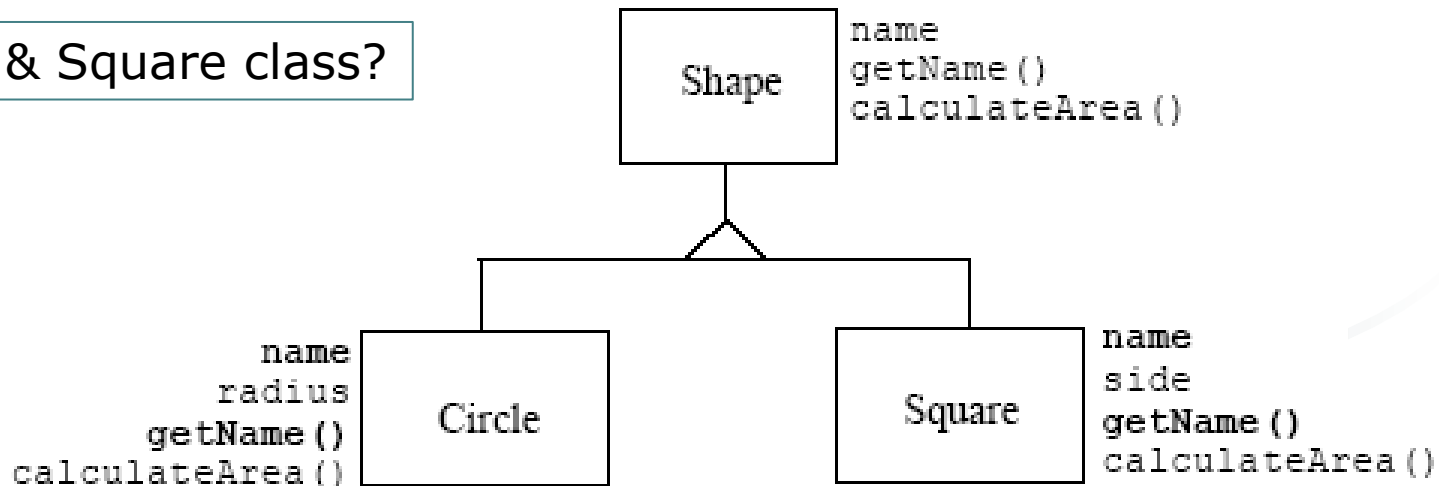 & Square class?
Shape
name
getName()
calculateArea()
name
radius
getName()
calculateArea()
Circle
Square
name
side
getName()
calculateArea()